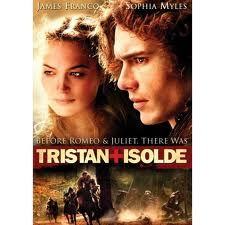 JAMES FRANCO SOPHIA MYLES
BEFORE ROMEO & JULIET, THERE WAS
TRISTAN+ISOLDE